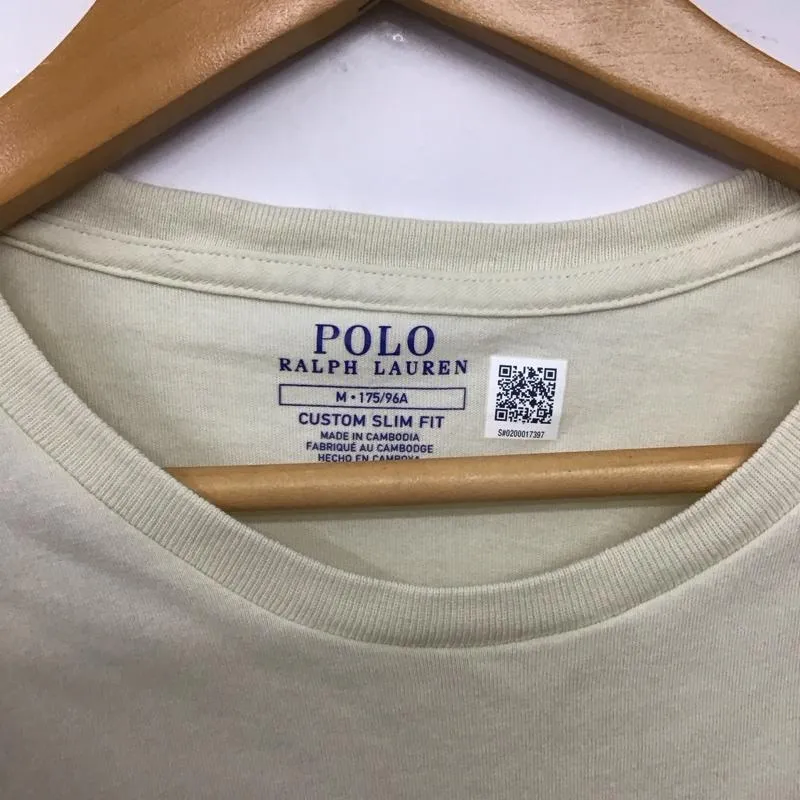 POLO
RALPH LAUREN
M • 175/96A
CUSTOM SLIM FIT
MADE IN CAMBODIA
FABRIQUÉ AU CAMBODGE
HECHO EN CAMBOYA
S#0200017397